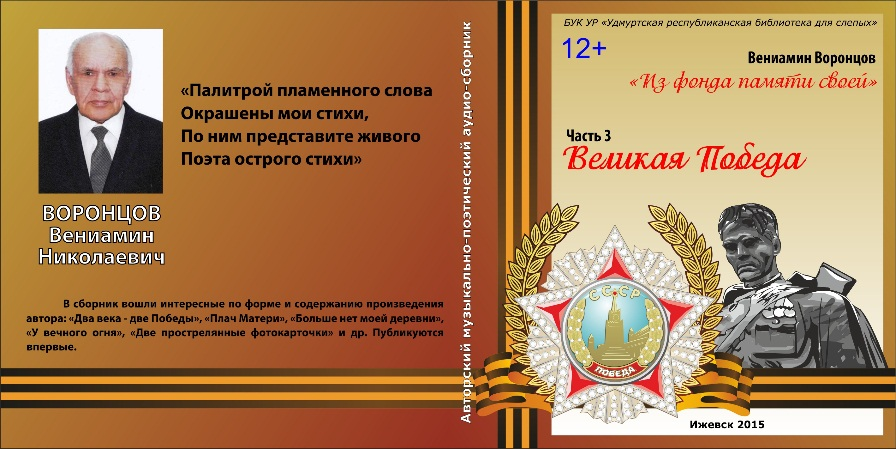 «Палитрой пламенного слова
Окрашены мои стихи,
По ним представите живого
Поэта острого стихи»
ВОРОНЦОВ
Вениамин
Николаевич
В сборник вошли интересные по форме и содержанию произведения
автора: «Два века - две Победы», «Плач Матери», «Больше нет моей деревни»,
«У вечного огня», «Две прострелянные фотокарточки» и др. Публикуются
впервые.
Авторский музыкально-поэтический аудио-сборник
БУК УР «Удмуртская республиканская библиотека для слепых»
12+
Вениамин Воронцов
«Из фонда памяти своей»
Часть 3
Великая Победа
СССР
ПОБЕДА
Ижевск 2015